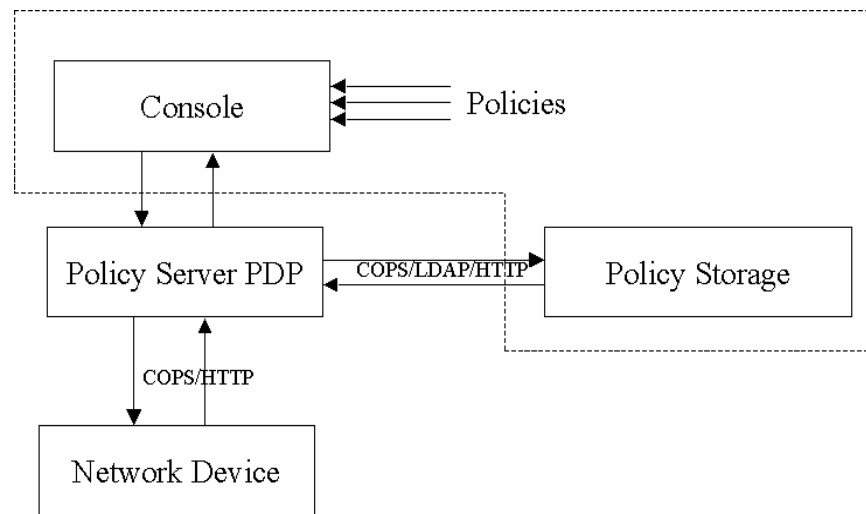 Console
Policies
Policy Server PDP
COPS/LDAP/HTTP
Policy Storage
COPS/HTTP
Network Device